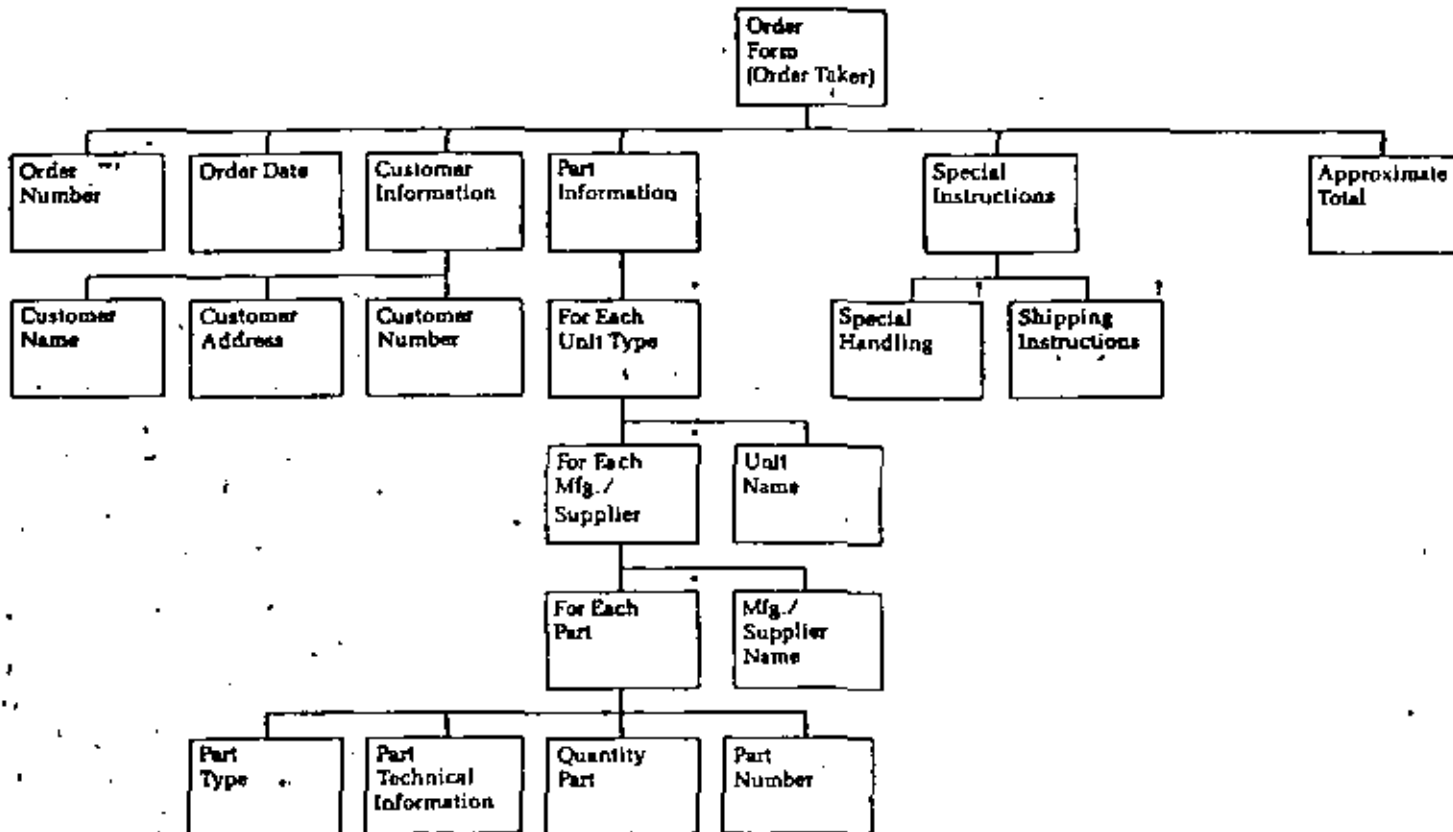 Order
Form
(Order Taker)
Order
Number
Order Date
Customer
Information
Part
Information
Special
Instructions
Approximate
Total
Customer
Name
Customer
Address
Customer
Number
For Each
Unit Type
Special
Handling
Shipping
Instructions
For Each
Mfg./
Supplier
Unit
Name
For Each
Part
Mfg./
Supplier
Name
Part
Type
Part
Technical
Information
Quantity
Part
Part
Number